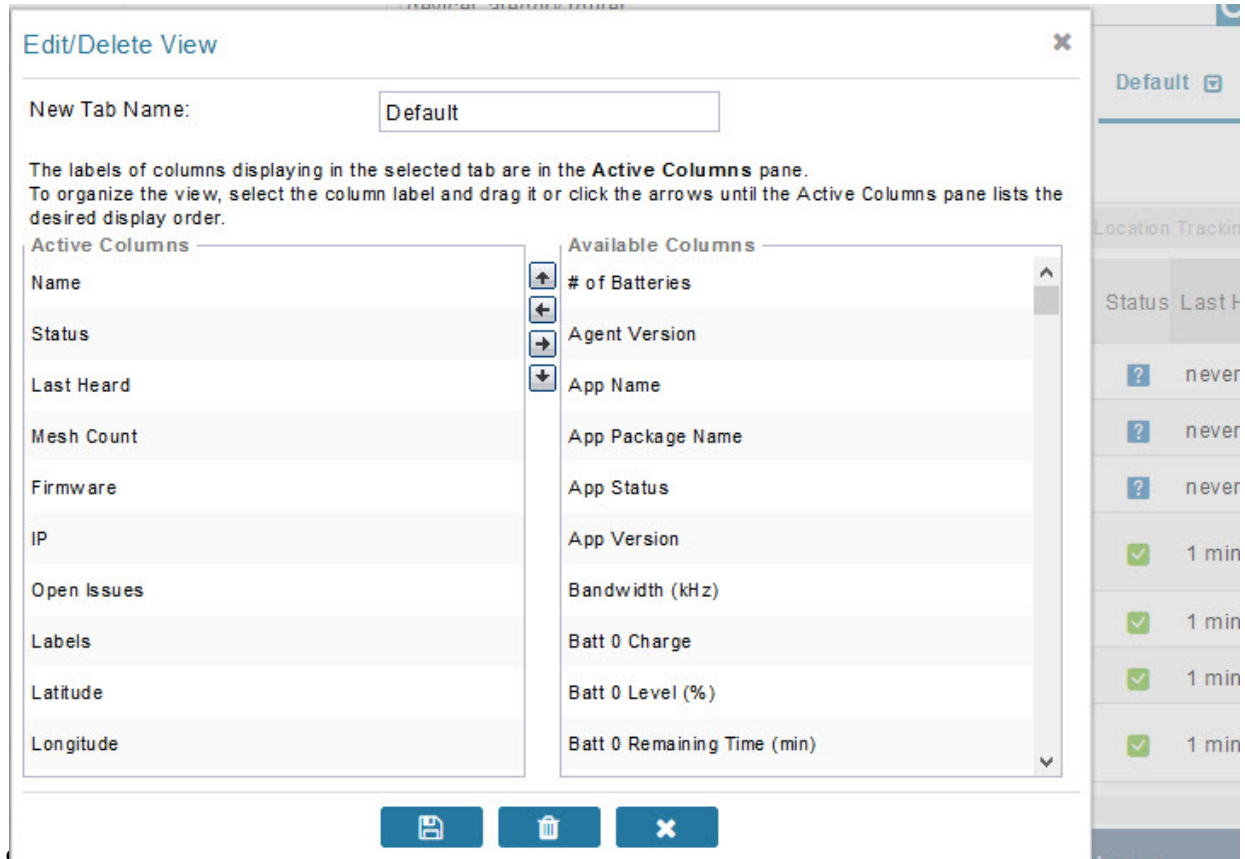 Edit/Delete View
New Tab Name:
Default
The labels of columns displaying in the selected tab are in the Active Columns pane.
To organize the view, select the column label and drag it or click the arrows until the Active Columns pane lists the
desired display order.
Active Columns
Name
Status
Last Heard
Mesh Count
Firmware
IP
Open Issues
Labels
Latitude
Longitude
Available Columns
# of Batteries
Agent Version
App Name
App Package Name
App Status
App Version
Bandwidth (kHz)
Batt 0 Charge
Batt 0 Level (%)
Batt 0 Remaining Time (min)
Default
Location Trackin
Status Last H
? never
? never
? never
1 min
1 min
1 min
1 min